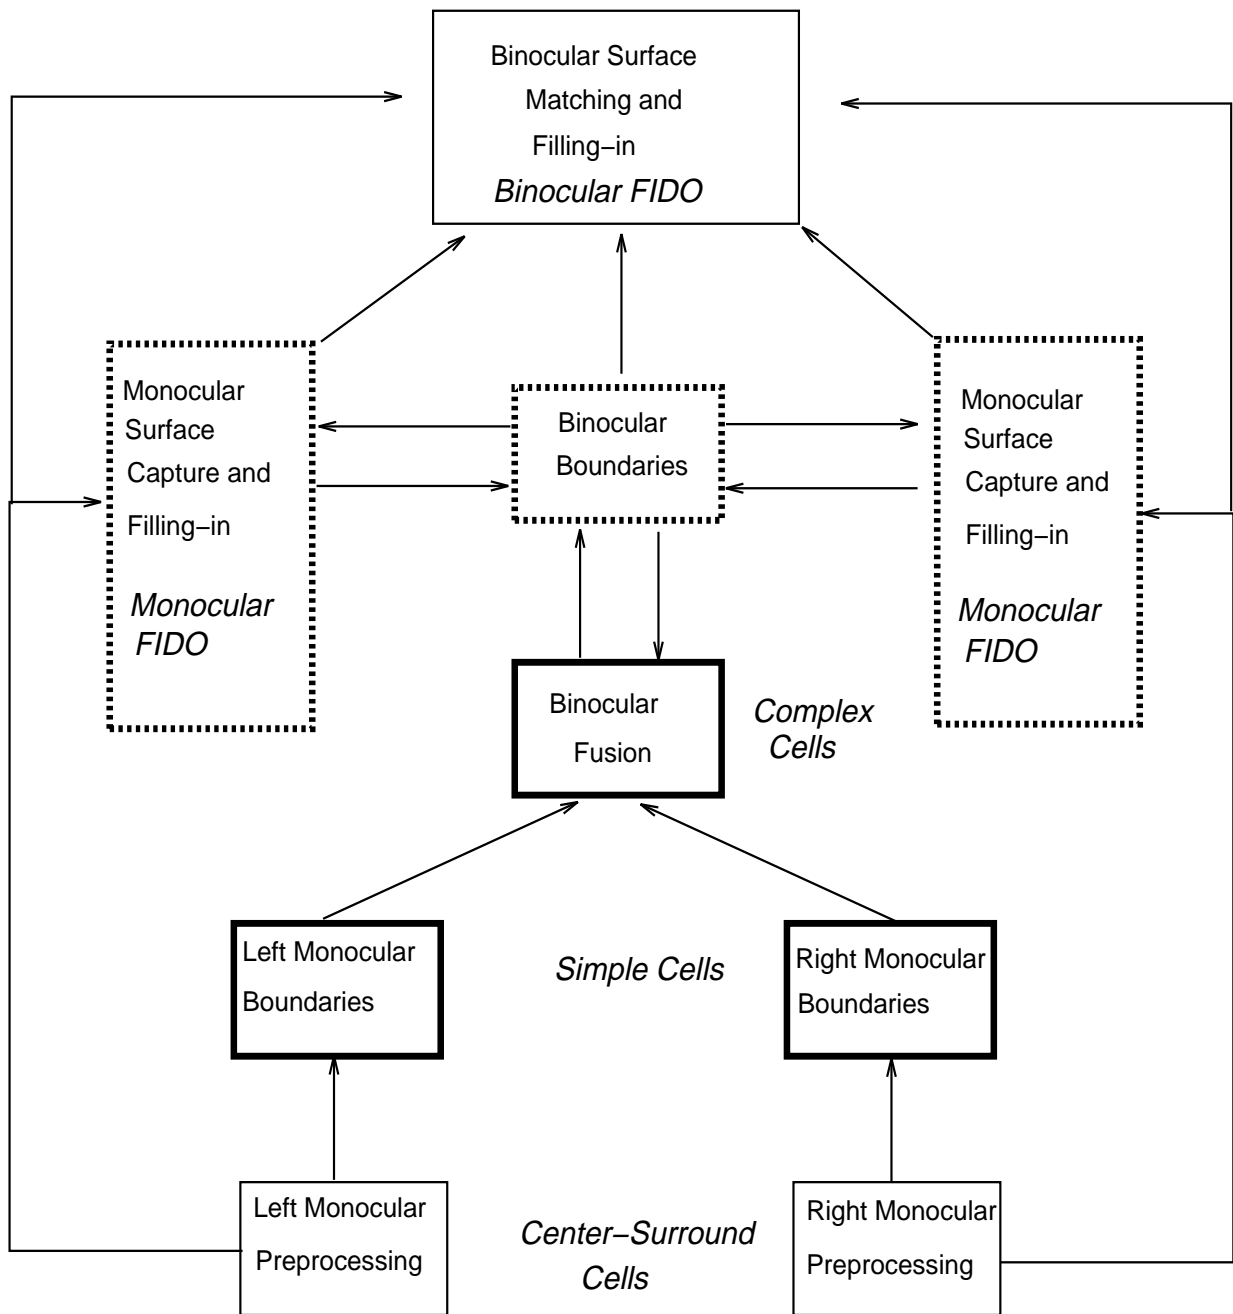 Binocular Surface
Matching and
Filling−in
Binocular FIDO
Monocular
Surface
Capture and
Filling−in
Monocular
FIDO
Binocular
Boundaries
Monocular
Surface
Capture and
Filling−in
Monocular
FIDO
Binocular
Fusion
Complex
Cells
Left Monocular
Boundaries
Simple Cells
Right Monocular
Boundaries
Left Monocular
Preprocessing
Center−Surround
Cells
Right Monocular
Preprocessing